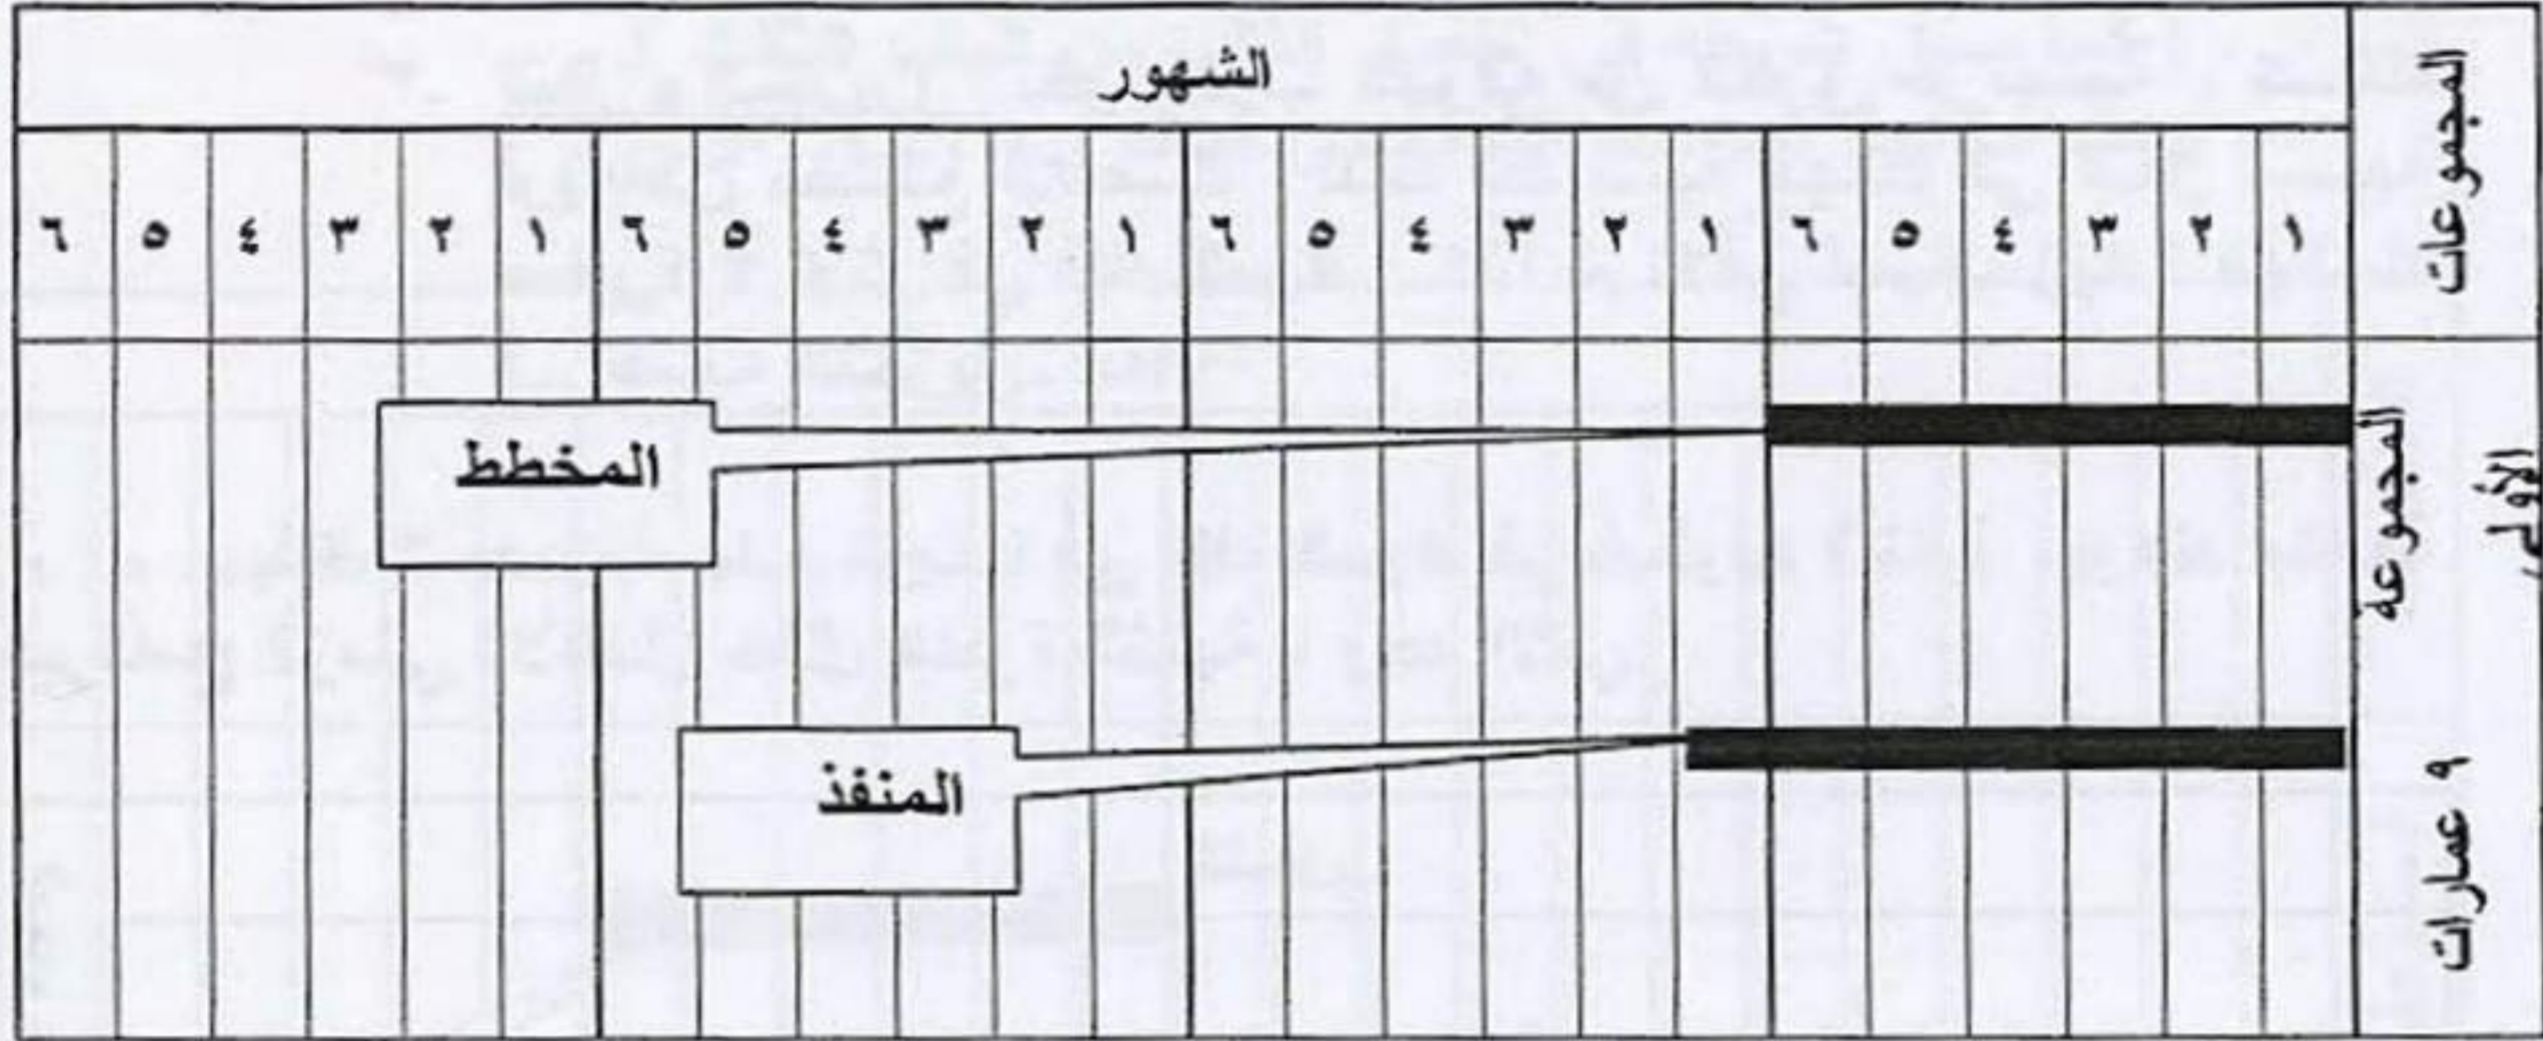 المجموعات
الشهور
١ ٢ ٣ ٤ ٥ ٦ ١ ٢ ٣ ٤ ٥ ٦ ١ ٢ ٣ ٤ ٥ ٦ ١ ٢ ٣ ٤ ٥ ٦
المجموعة
الأولى
٩ عمارات
المخطط
المنفذ